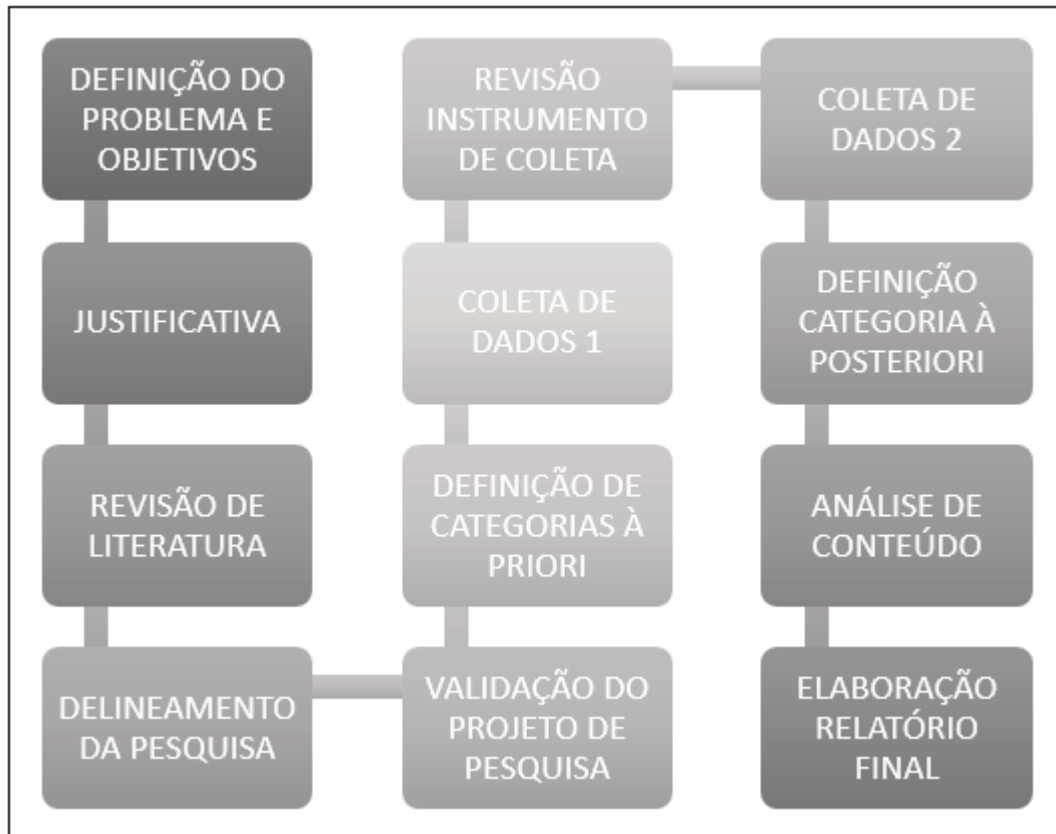 DEFINIÇÃO DO
PROBLEMA E
OBJETIVOS
JUSTIFICATIVA
REVISÃO DE
LITERATURA
DELINEAMENTO
DA PESQUISA
VALIDAÇÃO DO
PROJETO DE
PESQUISA
DEFINIÇÃO DE
CATEGORIAS À
PRIORI
COLETA DE
DADOS 1
REVISÃO
INSTRUMENTO
DE COLETA
COLETA DE
DADOS 2
DEFINIÇÃO
CATEGORIA À
POSTERIORI
ANÁLISE DE
CONTEÚDO
ELABORAÇÃO
RELATÓRIO
FINAL